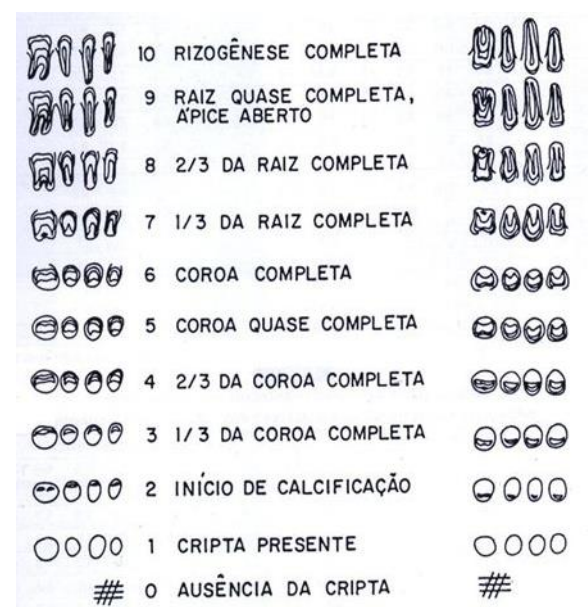 10 RIZOGÊNESE COMPLETA
9 RAIZ QUASE COMPLETA,
ÁPICE ABERTO
8 2/3 DA RAIZ COMPLETA
7 1/3 DA RAIZ COMPLETA
6 COROA COMPLETA
5 COROA QUASE COMPLETA
4 2/3 DA COROA COMPLETA
3 1/3 DA COROA COMPLETA
2 INÍCIO DE CALCIFICAÇÃO
1 CRIPTA PRESENTE
0 AUSÊNCIA DA CRIPTA